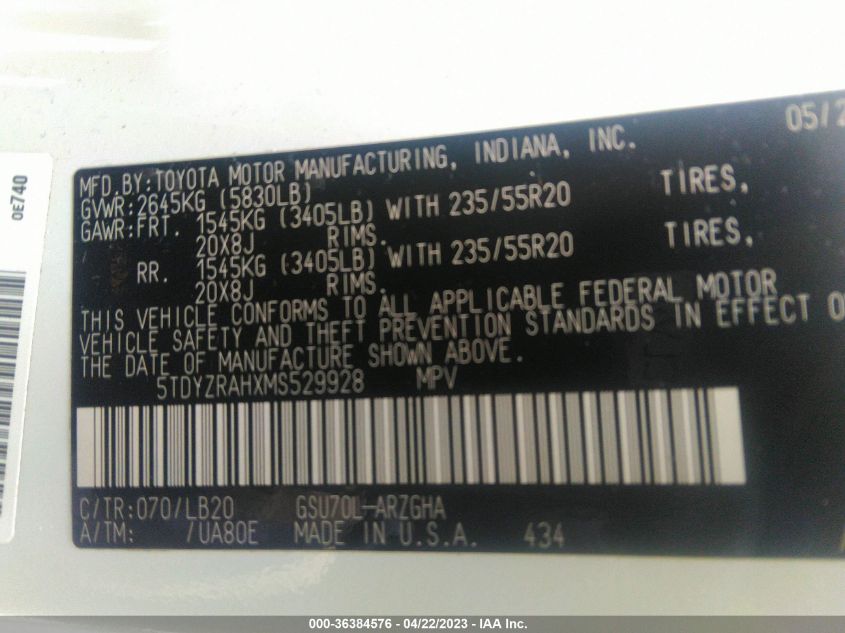 0E740
05/2
MFD.BY:TOYOTA MOTOR MANUFACTURING, INDIANA, INC.
GVWR:2645KG (5830LB)
GAWR:FRT. 1545KG (3405LB) WITH 235/55R20 TIRES,
20X8J RIMS.
RR. 1545KG (3405LB) WITH 235/55R20 TIRES,
20X8J RIMS.
THIS VEHICLE CONFORMS TO ALL APPLICABLE FEDERAL MOTOR
VEHICLE SAFETY AND THEFT PREVENTION STANDARDS IN EFFECT O
THE DATE OF MANUFACTURE SHOWN ABOVE.
5TDYZRAHXMS529928 MPV
C/TR:070/LB20 GSU70L-ARZGHA
A/TM: /UA80E MADE IN U.S.A. 434
000-36384576 - 04/22/2023 - IAA Inc.